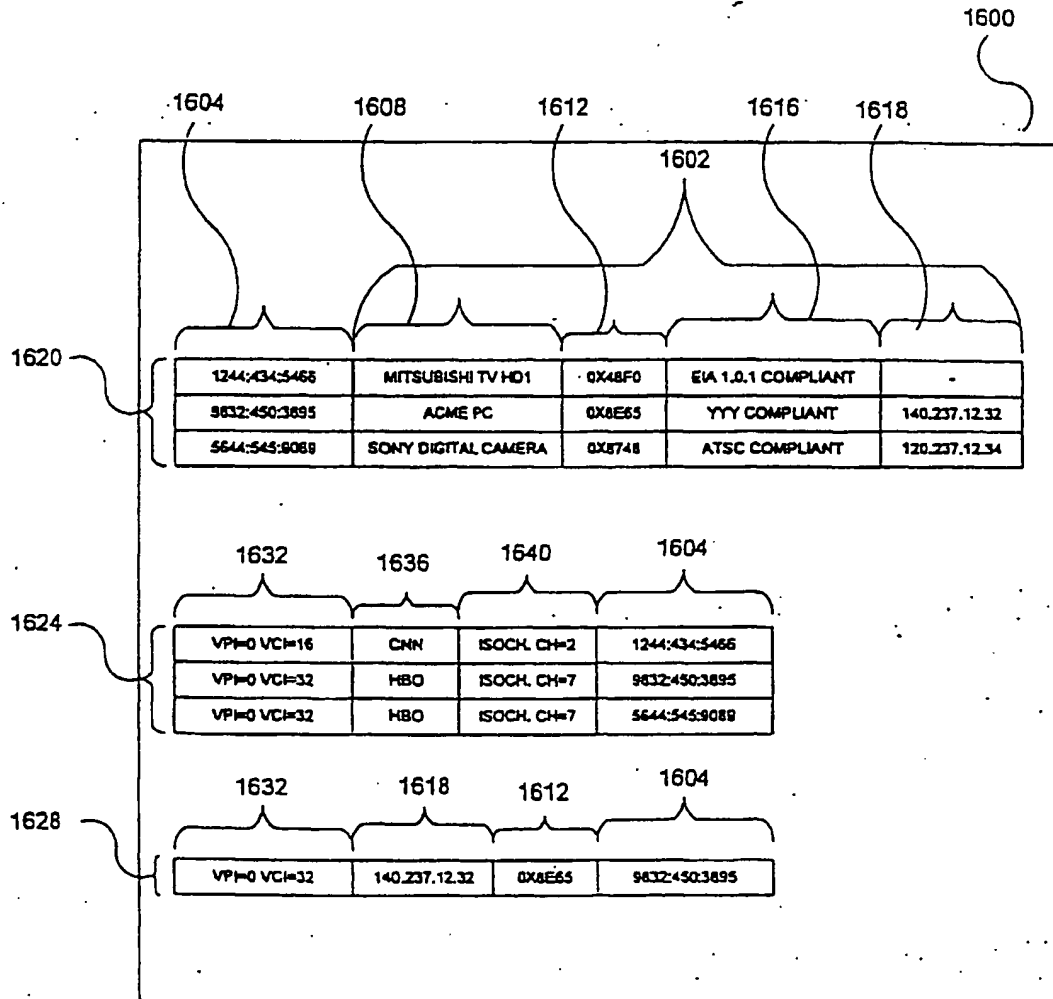 1600
1604 1608 1612 1616 1618
1602
1620
1244:434:5466 MITSUBISHI TV HD1 0X48F0 EIA 1.0.1 COMPLIANT -
9832:450:3895 ACME PC 0X8E65 YYY COMPLIANT 140.237.12.32
5644:545:9089 SONY DIGITAL CAMERA 0X8748 ATSC COMPLIANT 120.237.12.34
1632 1636 1640 1604
1624
VPI=0 VCI=16 CNN ISOCH. CH=2 1244:434:5466
VPI=0 VCI=32 HBO ISOCH. CH=7 9832:450:3895
VPI=0 VCI=32 HBO ISOCH. CH=7 5644:545:9089
1632 1618 1612 1604
1628
VPI=0 VCI=32 140.237.12.32 0X8E65 9832:450:3895